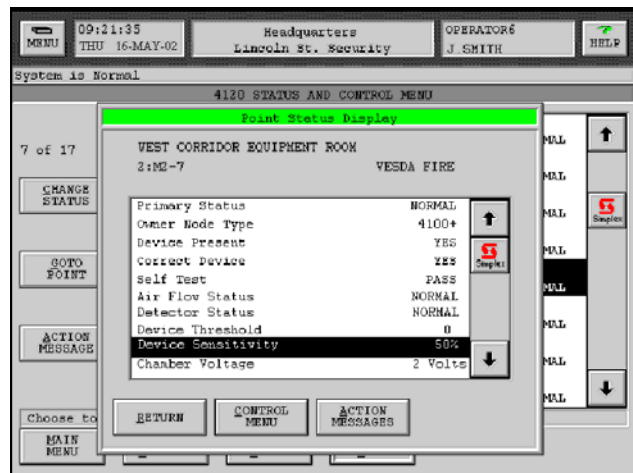 MENU
09:21:35
THU 16-MAY-02
Headquarters
Lincoln St. Security
OPERATOR6
J SMITH
HELP
System is Normal
4120 STATUS AND CONTROL MENU
Point Status Display
7 of 17
WEST CORRIDOR EQUIPMENT ROOM
2:M2-7 VESDA FIRE
CHANGE STATUS
GOTO POINT
ACTION MESSAGE
Primary Status NORMAL
Owner Node Type 4100+
Device Present YES
Correct Device YES
Self Test PASS
Air Flow Status NORMAL
Detector Status NORMAL
Device Threshold 0
Device Sensitivity 50%
Chamber Voltage 2 Volts
Simplex
RETURN
CONTROL MENU
ACTION MESSAGES
MAL
MAL
MAL
MAL
MAL
MAL
MAL
MAL
Simplex
Choose to
MAIN MENU